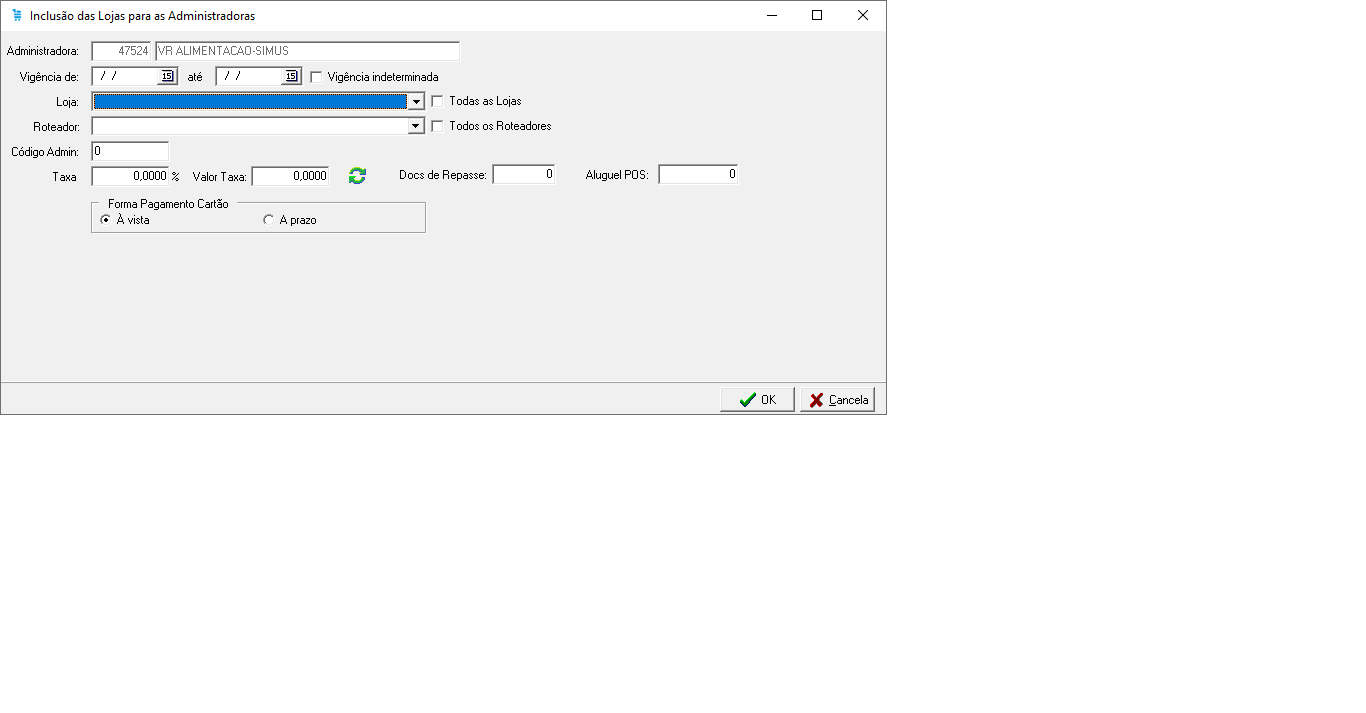 Inclusão das Lojas para as Administradoras
Administradora: 47524 VR ALIMENTACAO-SIMUS
Vigência de: / / 15 até / / 15 Vigência indeterminada
Loja: Todas as Lojas
Roteador: Todos os Roteadores
Código Admin: 0
Taxa 0,0000 % Valor Taxa: 0,0000 Docs de Repasse: 0 Aluguel POS: 0
Forma Pagamento Cartão
À vista A prazo
OK Cancela